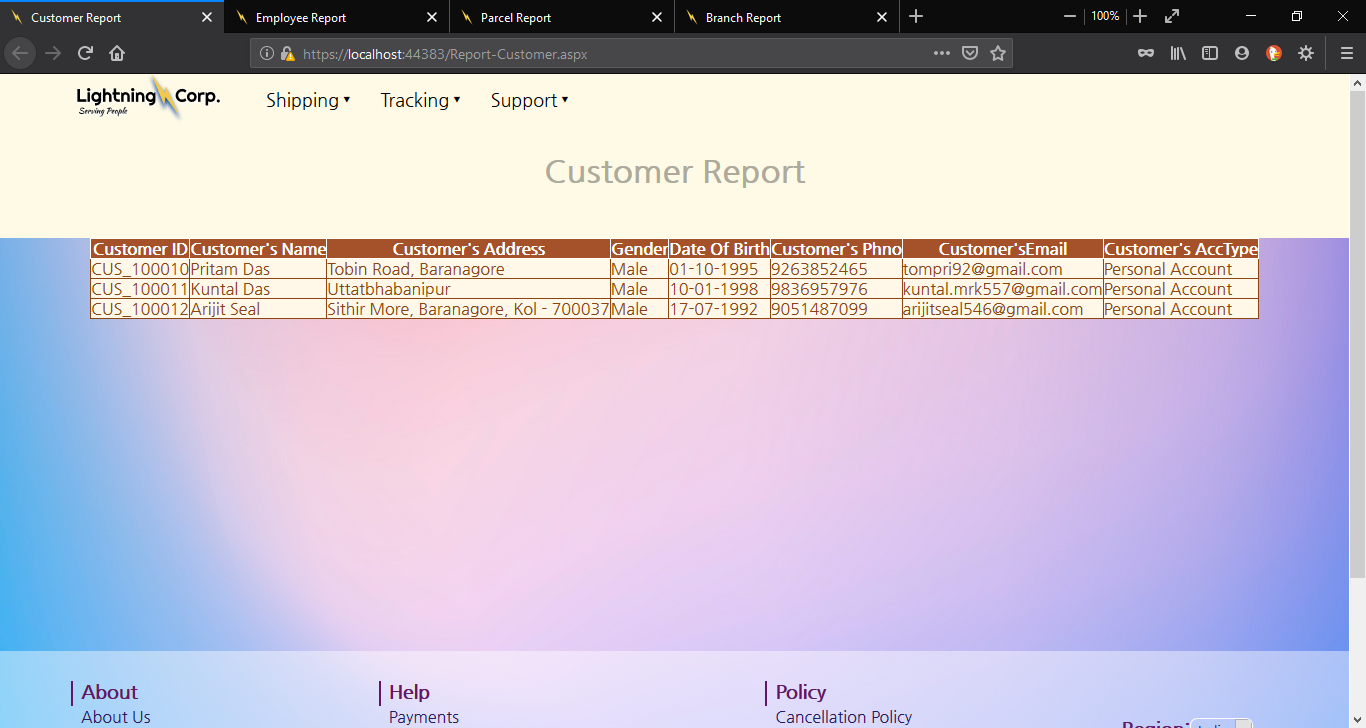 Customer Report Employee Report Parcel Report Branch Report 100%
https://localhost:44383/Report-Customer.aspx
Lightning Corp. Shipping Tracking Support
Serving People
Customer Report
Customer ID Customer's Name Customer's Address Gender Date Of Birth Customer's Phno Customer'sEmail Customer's AccType
CUS_100010 Pritam Das Tobin Road, Baranagore Male 01-10-1995 9263852465 tompri92@gmail.com Personal Account
CUS_100011 Kuntal Das Uttatbhabanipur Male 10-01-1998 9836957976 kuntal.mrk557@gmail.com Personal Account
CUS_100012 Arijit Seal Sithir More, Baranagore, Kol - 700037 Male 17-07-1992 9051487099 arijitseal546@gmail.com Personal Account
About Help Policy
About Us Payments Cancellation Policy
Region: